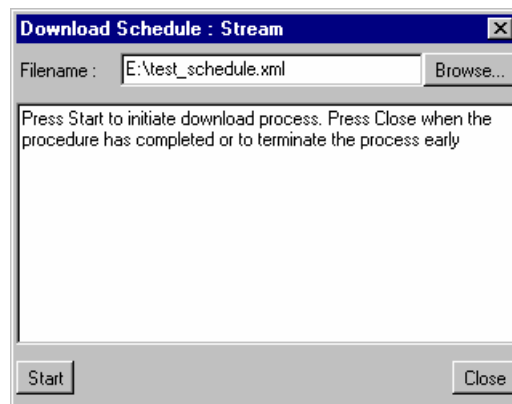 Download Schedule : Stream
Filename : E:\test_schedule.xml Browse...
Press Start to initiate download process. Press Close when the
procedure has completed or to terminate the process early
Start Close